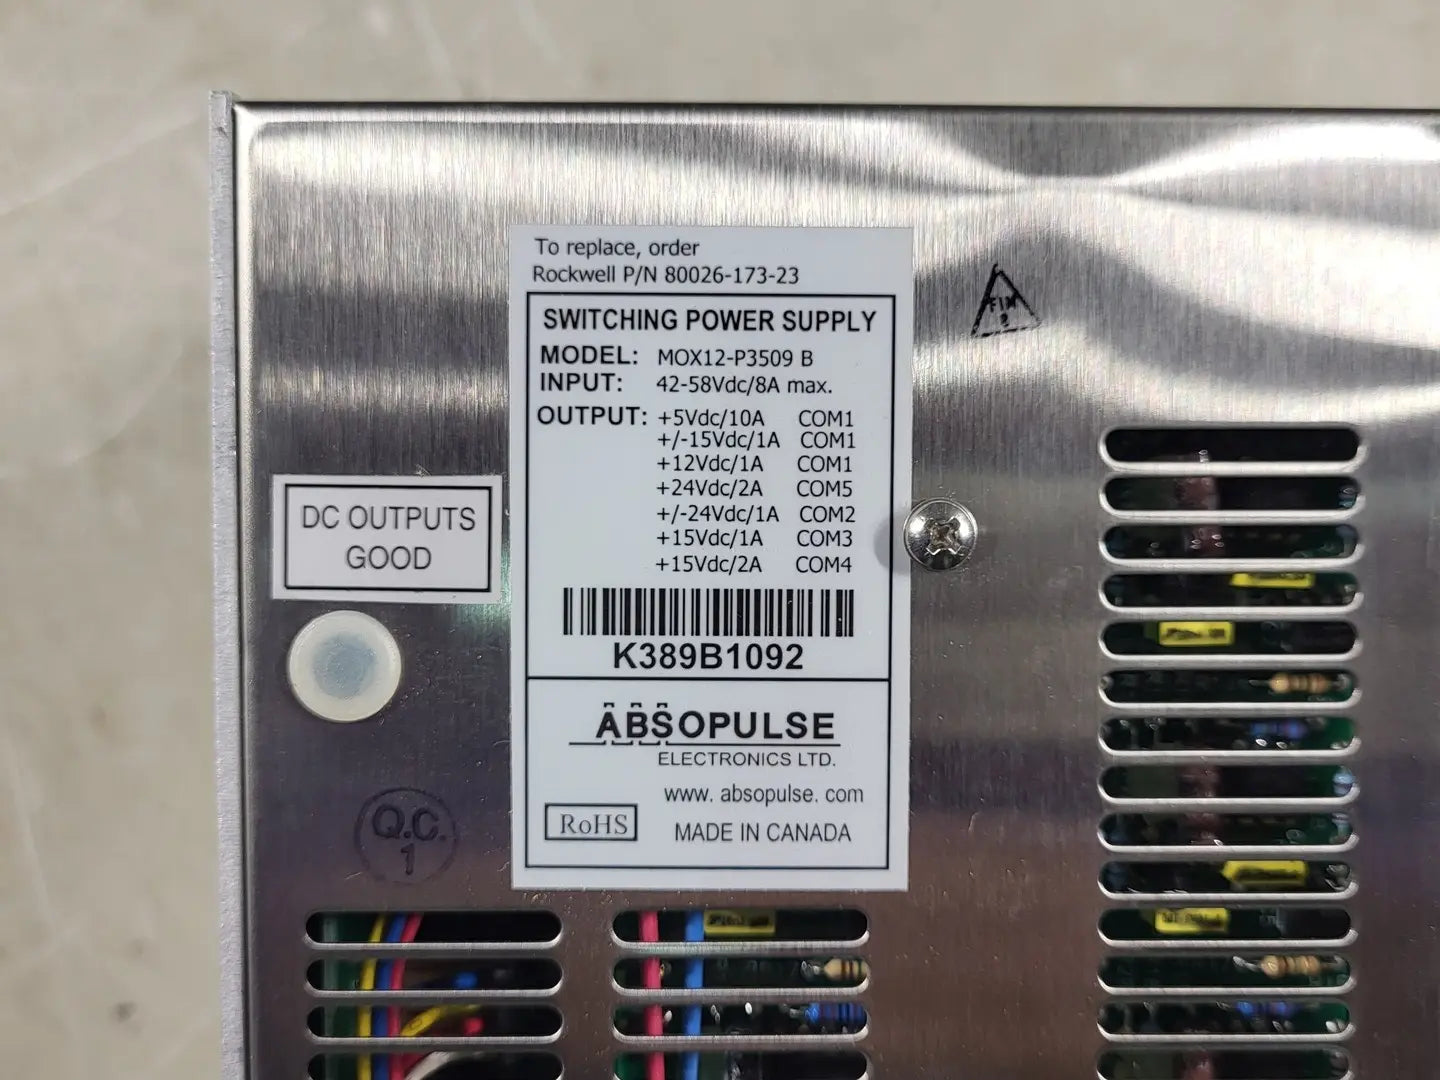 To replace, order
Rockwell P/N 80026-173-23
SWITCHING POWER SUPPLY
MODEL: MOX12-P3509 B
INPUT: 42-58Vdc/8A max.
OUTPUT: +5Vdc/10A COM1
+/-15Vdc/1A COM1
+12Vdc/1A COM1
+24Vdc/2A COM5
+/-24Vdc/1A COM2
+15Vdc/1A COM3
+15Vdc/2A COM4
K389B1092
ABSOPULSE
ELECTRONICS LTD.
www. absopulse. com
RoHS
MADE IN CANADA
DC OUTPUTS
GOOD
Q.C.
1